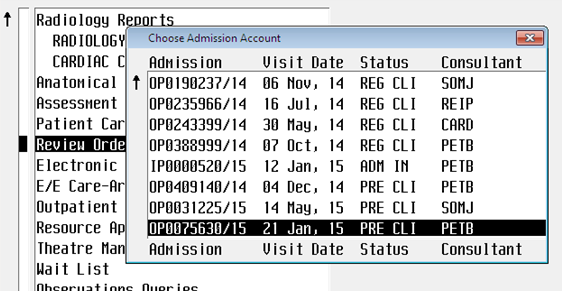 Radiology Reports
RADIOLOGY
CARDIAC C
Anatomical
Assessment
Patient Car
Review Orde
Electronic
E/E Care-Ar
Outpatient
Resource Ap
Theatre Man
Wait List
Observations Queries
Choose Admission Account
Admission Visit Date Status Consultant
OP0190237/14 06 Nov, 14 REG CLI SOMJ
OP0235966/14 16 Jul, 14 REG CLI REIP
OP0243399/14 30 May, 14 REG CLI CARD
OP0388999/14 07 Oct, 14 REG CLI PETB
IP0000520/15 12 Jan, 15 ADM IN PETB
OP0409140/14 04 Dec, 14 PRE CLI PETB
OP0031225/15 14 May, 15 PRE CLI SOMJ
OP0075630/15 21 Jan, 15 PRE CLI PETB
Admission Visit Date Status Consultant